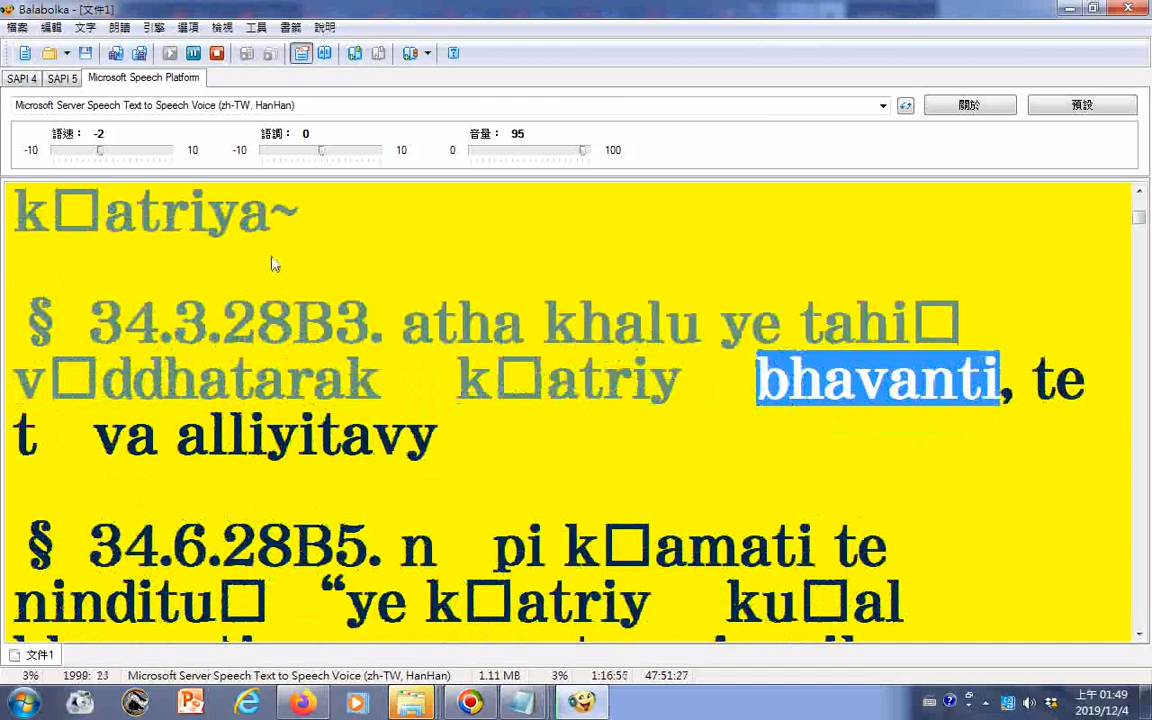 Balabolka - [文件1]
檔案 編輯 文字 朗讀 引擎 選項 檢視 工具 書籤 說明
SAPI 4 SAPI 5 Microsoft Speech Platform
Microsoft Server Speech Text to Speech Voice (zh-TW, HanHan) 關於 預設
語速： -2 語調： 0 音量： 95
-10 10 -10 10 0 100
k□atriya~
§ 34.3.28B3. atha khalu ye tahi□
v□ddhatarak k□atriy bhavanti, te
t va alliyitavy
§ 34.6.28B5. n pi k□amati te
ninditu□ “ye k□atriy ku□al
文件1
3% Microsoft Server Speech Text to Speech Voice (zh-TW, HanHan) 1.11 MB 3% 47:51:27
上午 01:49
2019/12/4